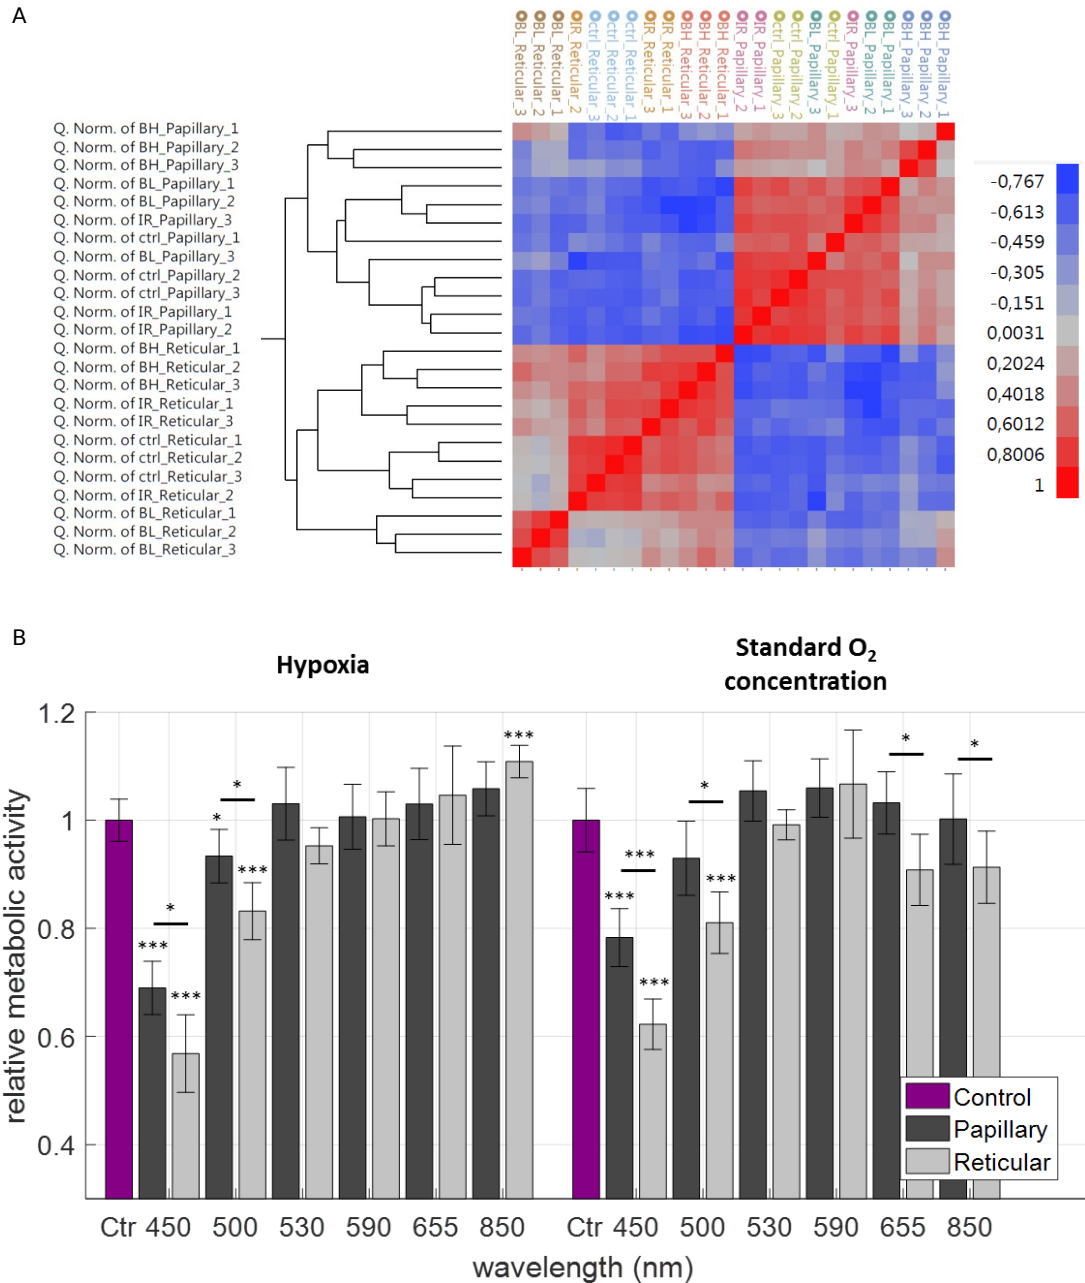 A
BL_Reticular_3
BL_Reticular_2
BL_Reticular_1
IR_Reticular_2
ctrl_Reticular_3
ctrl_Reticular_2
ctrl_Reticular_1
IR_Reticular_3
IR_Reticular_1
BH_Reticular_3
BH_Reticular_2
BH_Reticular_1
IR_Papillary_2
IR_Papillary_1
ctrl_Papillary_3
ctrl_Papillary_2
BL_Papillary_3
ctrl_Papillary_1
IR_Papillary_3
BL_Papillary_2
BL_Papillary_1
BH_Papillary_3
BH_Papillary_2
BH_Papillary_1
Q. Norm. of BH_Papillary_1
Q. Norm. of BH_Papillary_2
Q. Norm. of BH_Papillary_3
Q. Norm. of BL_Papillary_1
Q. Norm. of BL_Papillary_2
Q. Norm. of IR_Papillary_3
Q. Norm. of ctrl_Papillary_1
Q. Norm. of BL_Papillary_3
Q. Norm. of ctrl_Papillary_2
Q. Norm. of ctrl_Papillary_3
Q. Norm. of IR_Papillary_1
Q. Norm. of IR_Papillary_2
Q. Norm. of BH_Reticular_1
Q. Norm. of BH_Reticular_2
Q. Norm. of BH_Reticular_3
Q. Norm. of IR_Reticular_1
Q. Norm. of IR_Reticular_3
Q. Norm. of ctrl_Reticular_1
Q. Norm. of ctrl_Reticular_2
Q. Norm. of ctrl_Reticular_3
Q. Norm. of IR_Reticular_2
Q. Norm. of BL_Reticular_1
Q. Norm. of BL_Reticular_2
Q. Norm. of BL_Reticular_3
-0,767
-0,613
-0,459
-0,305
-0,151
0,0031
0,2024
0,4018
0,6012
0,8006
1
B
Hypoxia
Standard O₂
concentration
relative metabolic activity
1.2
1
0.8
0.6
0.4
***
*
***
*
*
***
***
***
***
***
*
***
*
*
Control
Papillary
Reticular
Ctr 450 500 530 590 655 850 Ctr 450 500 530 590 655 850
wavelength (nm)